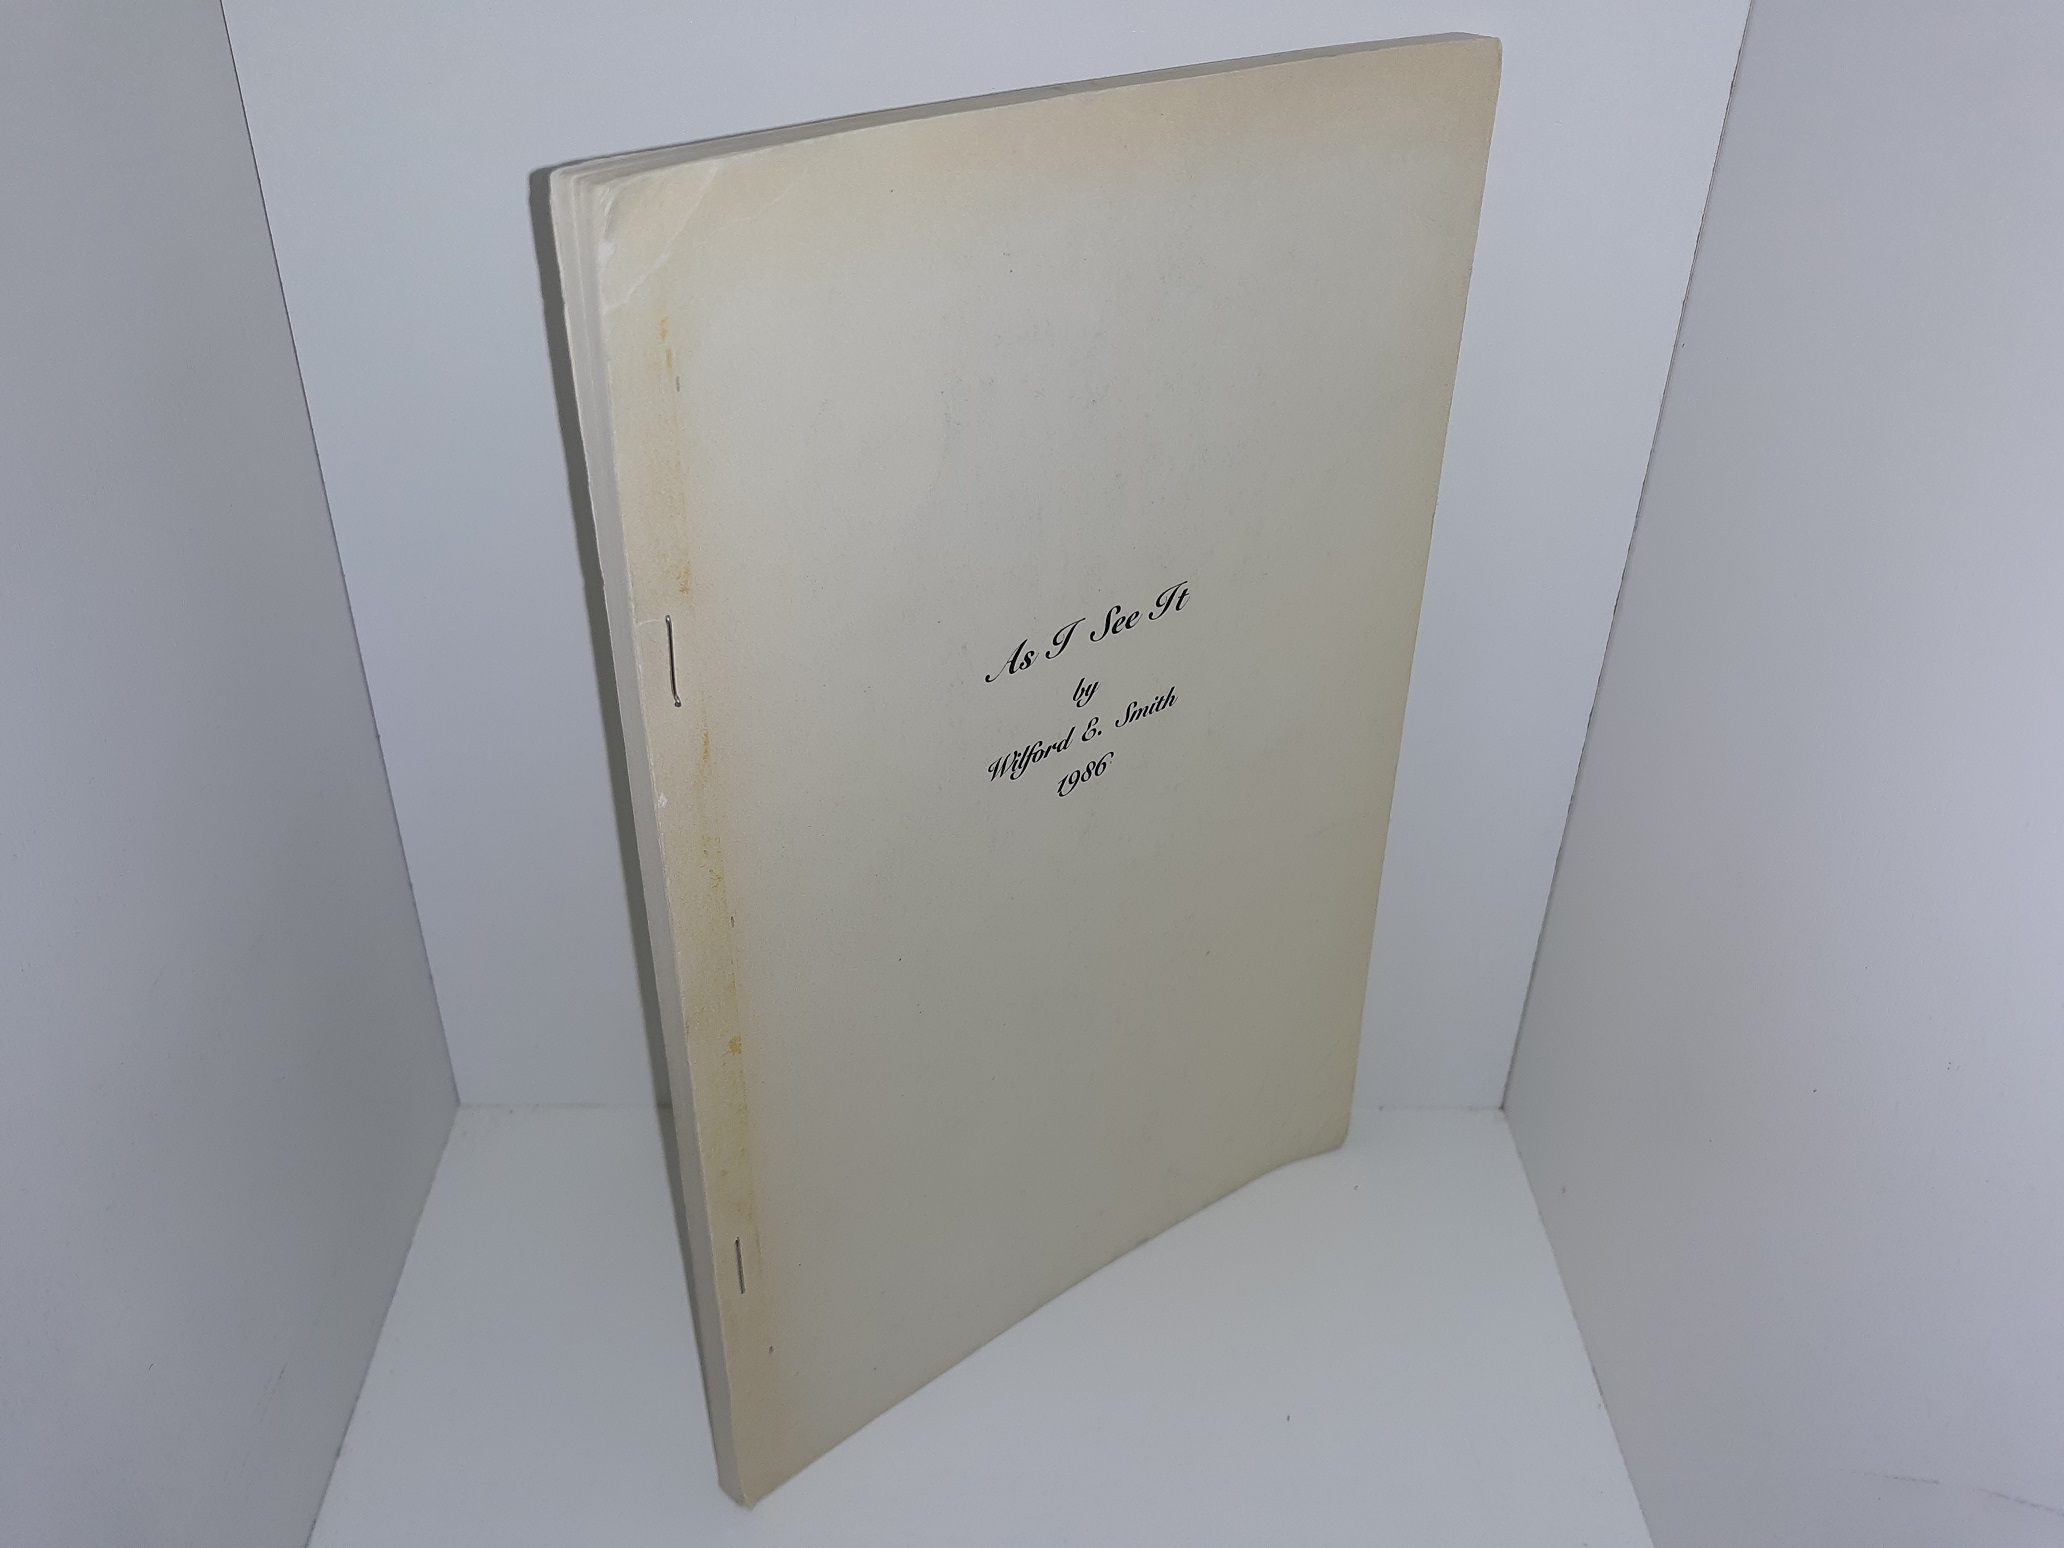 As I See It
by
Wilford E. Smith
1986